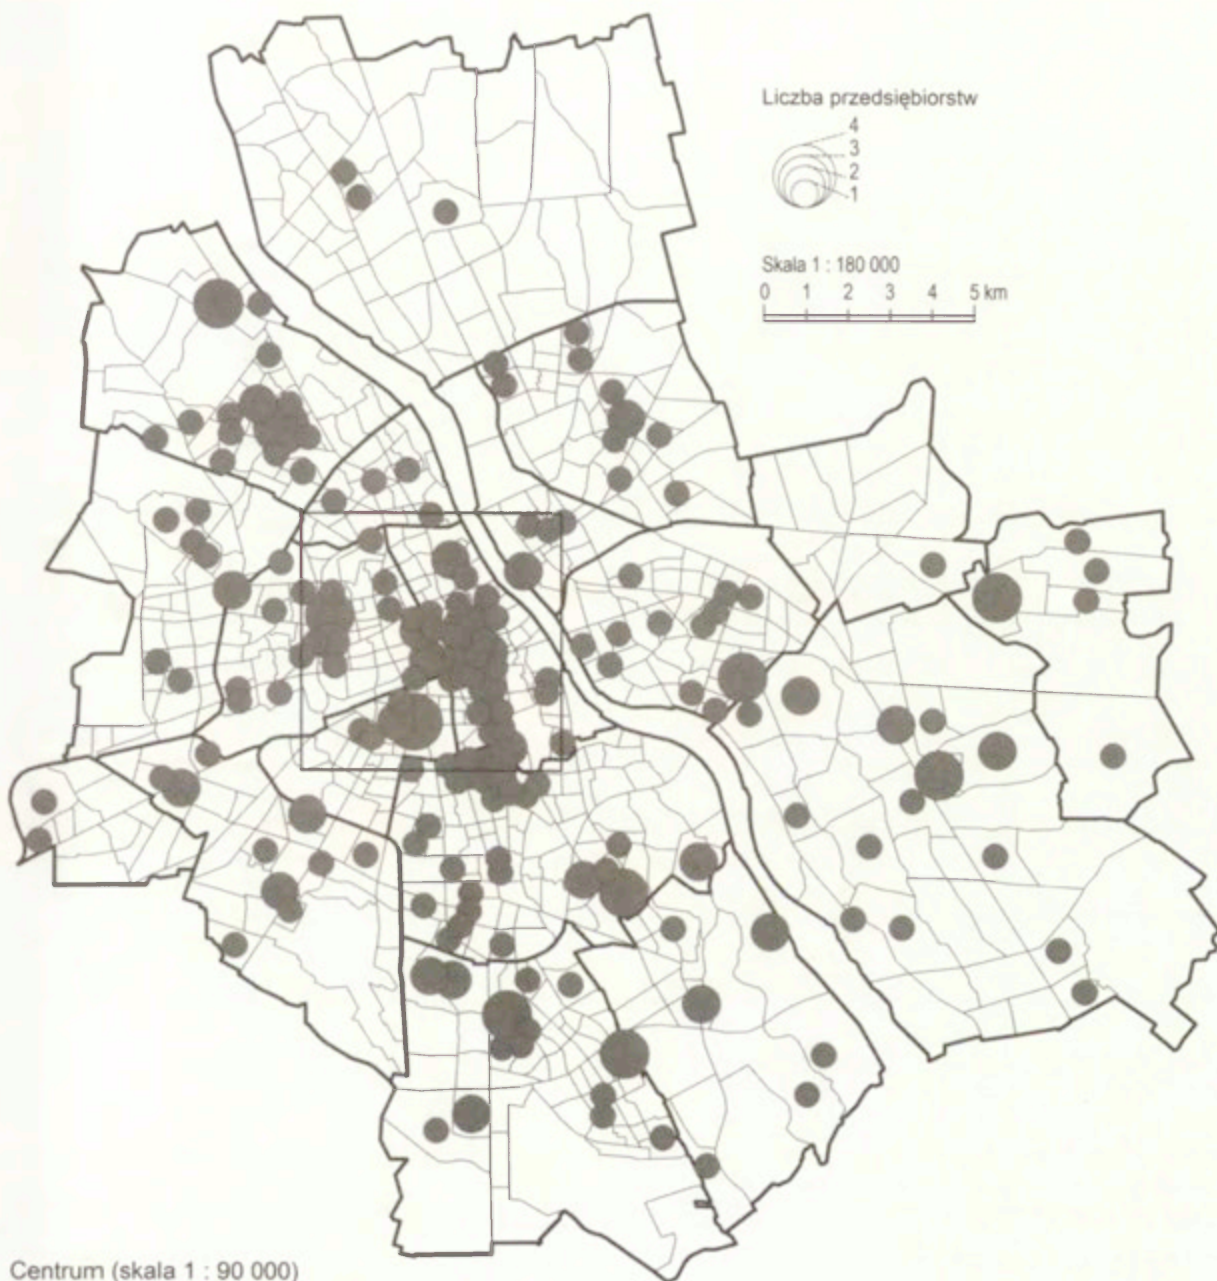 Liczba przedsiębiorstw
4
3
2
1
Skala 1 : 180 000
0 1 2 3 4 5 km
Centrum (skala 1 : 90 000)